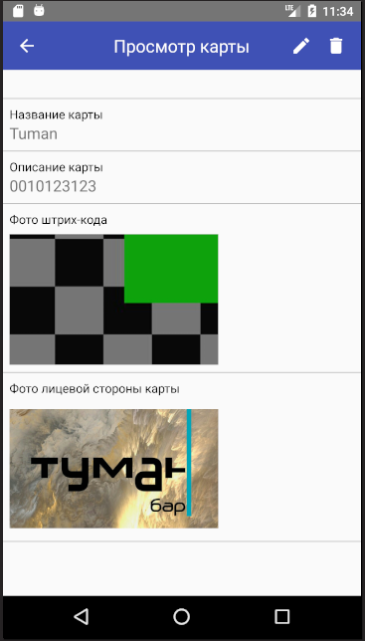 LTE 11:34
Просмотр карты
Название карты
Tuman
Описание карты
0010123123
Фото штрих-кода
Фото лицевой стороны карты
туман
бар